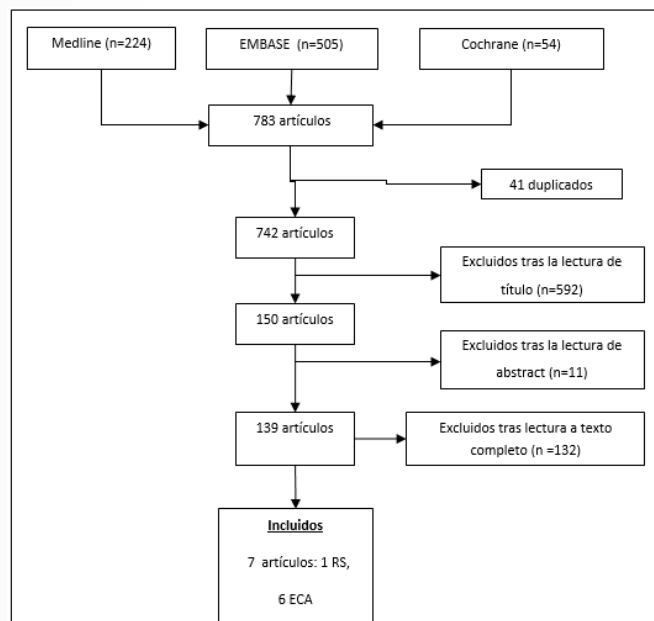 Medline (n=224)
EMBASE (n=505)
Cochrane (n=54)
783 artículos
41 duplicados
742 artículos
Excluidos tras la lectura de
título (n=592)
150 artículos
Excluidos tras la lectura de
abstract (n=11)
139 artículos
Excluidos tras lectura a texto
completo (n =132)
Incluidos
7 artículos: 1 RS,
6 ECA